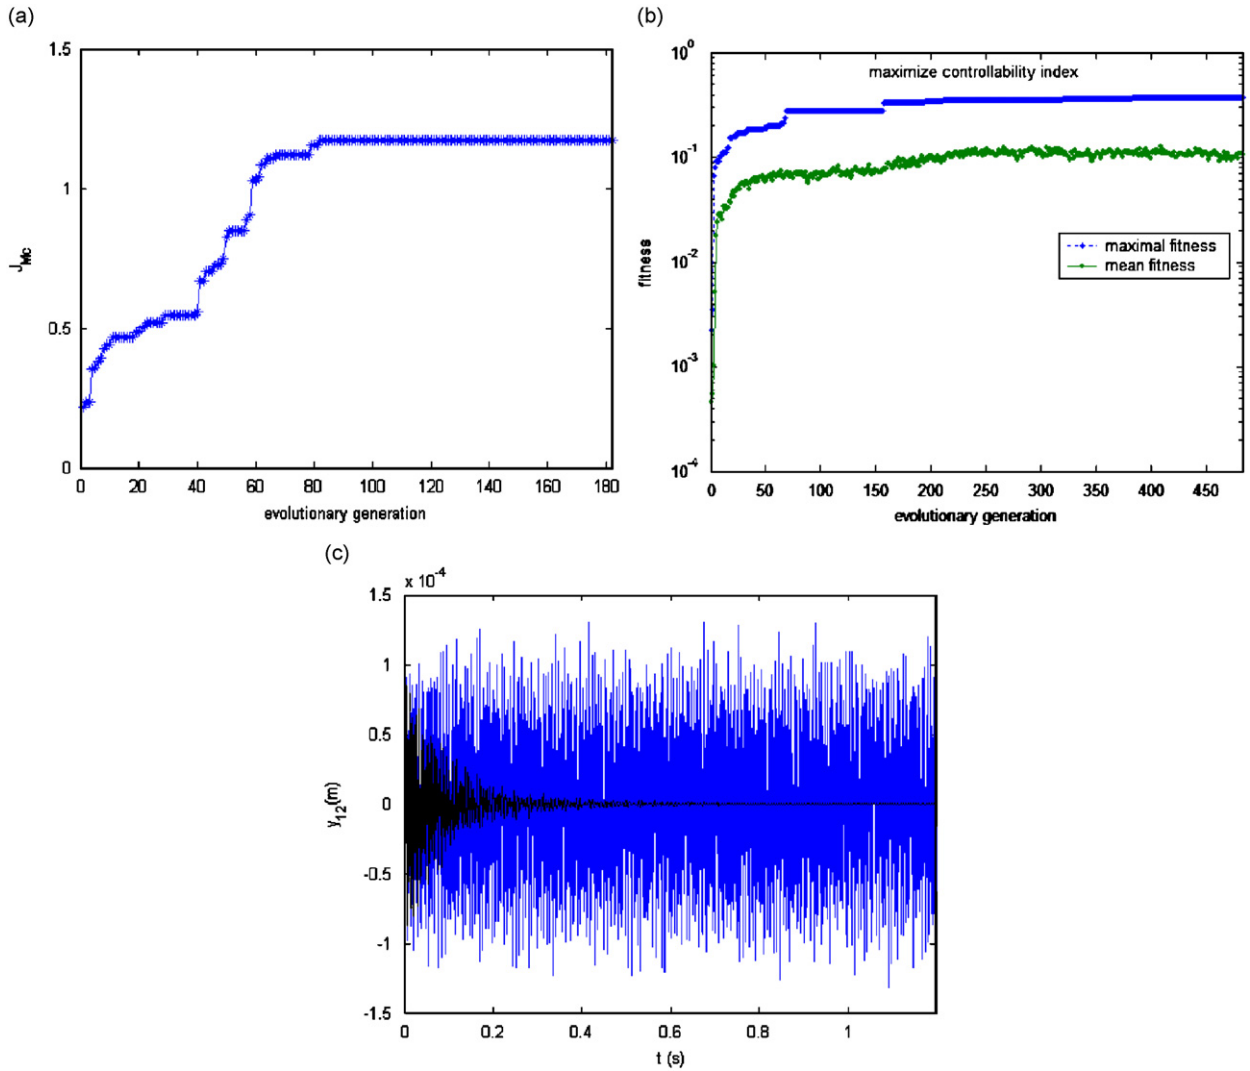 (a)
1.5
1
0.5
0
J_Mc
0 20 40 60 80 100 120 140 160 180
evolutionary generation
(b)
10^0
10^-1
10^-2
10^-3
10^-4
fitness
maximize controllability index
maximal fitness
mean fitness
0 50 100 150 200 250 300 350 400 450
evolutionary generation
(c)
x 10^-4
1.5
1
0.5
0
-0.5
-1
-1.5
y_12(m)
0 0.2 0.4 0.6 0.8 1
t (s)